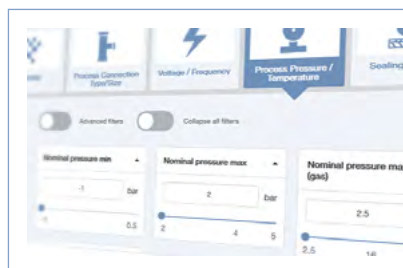 Process Connection
Type/Size
Voltage / Frequency
Process Pressure /
Temperature
Sealing
Advanced filters
Collapse all filters
Nominal pressure min
-1
bar
0.5
Nominal pressure max
2
bar
2
4
5
Nominal pressure ma
(gas)
2.5
2.5
16